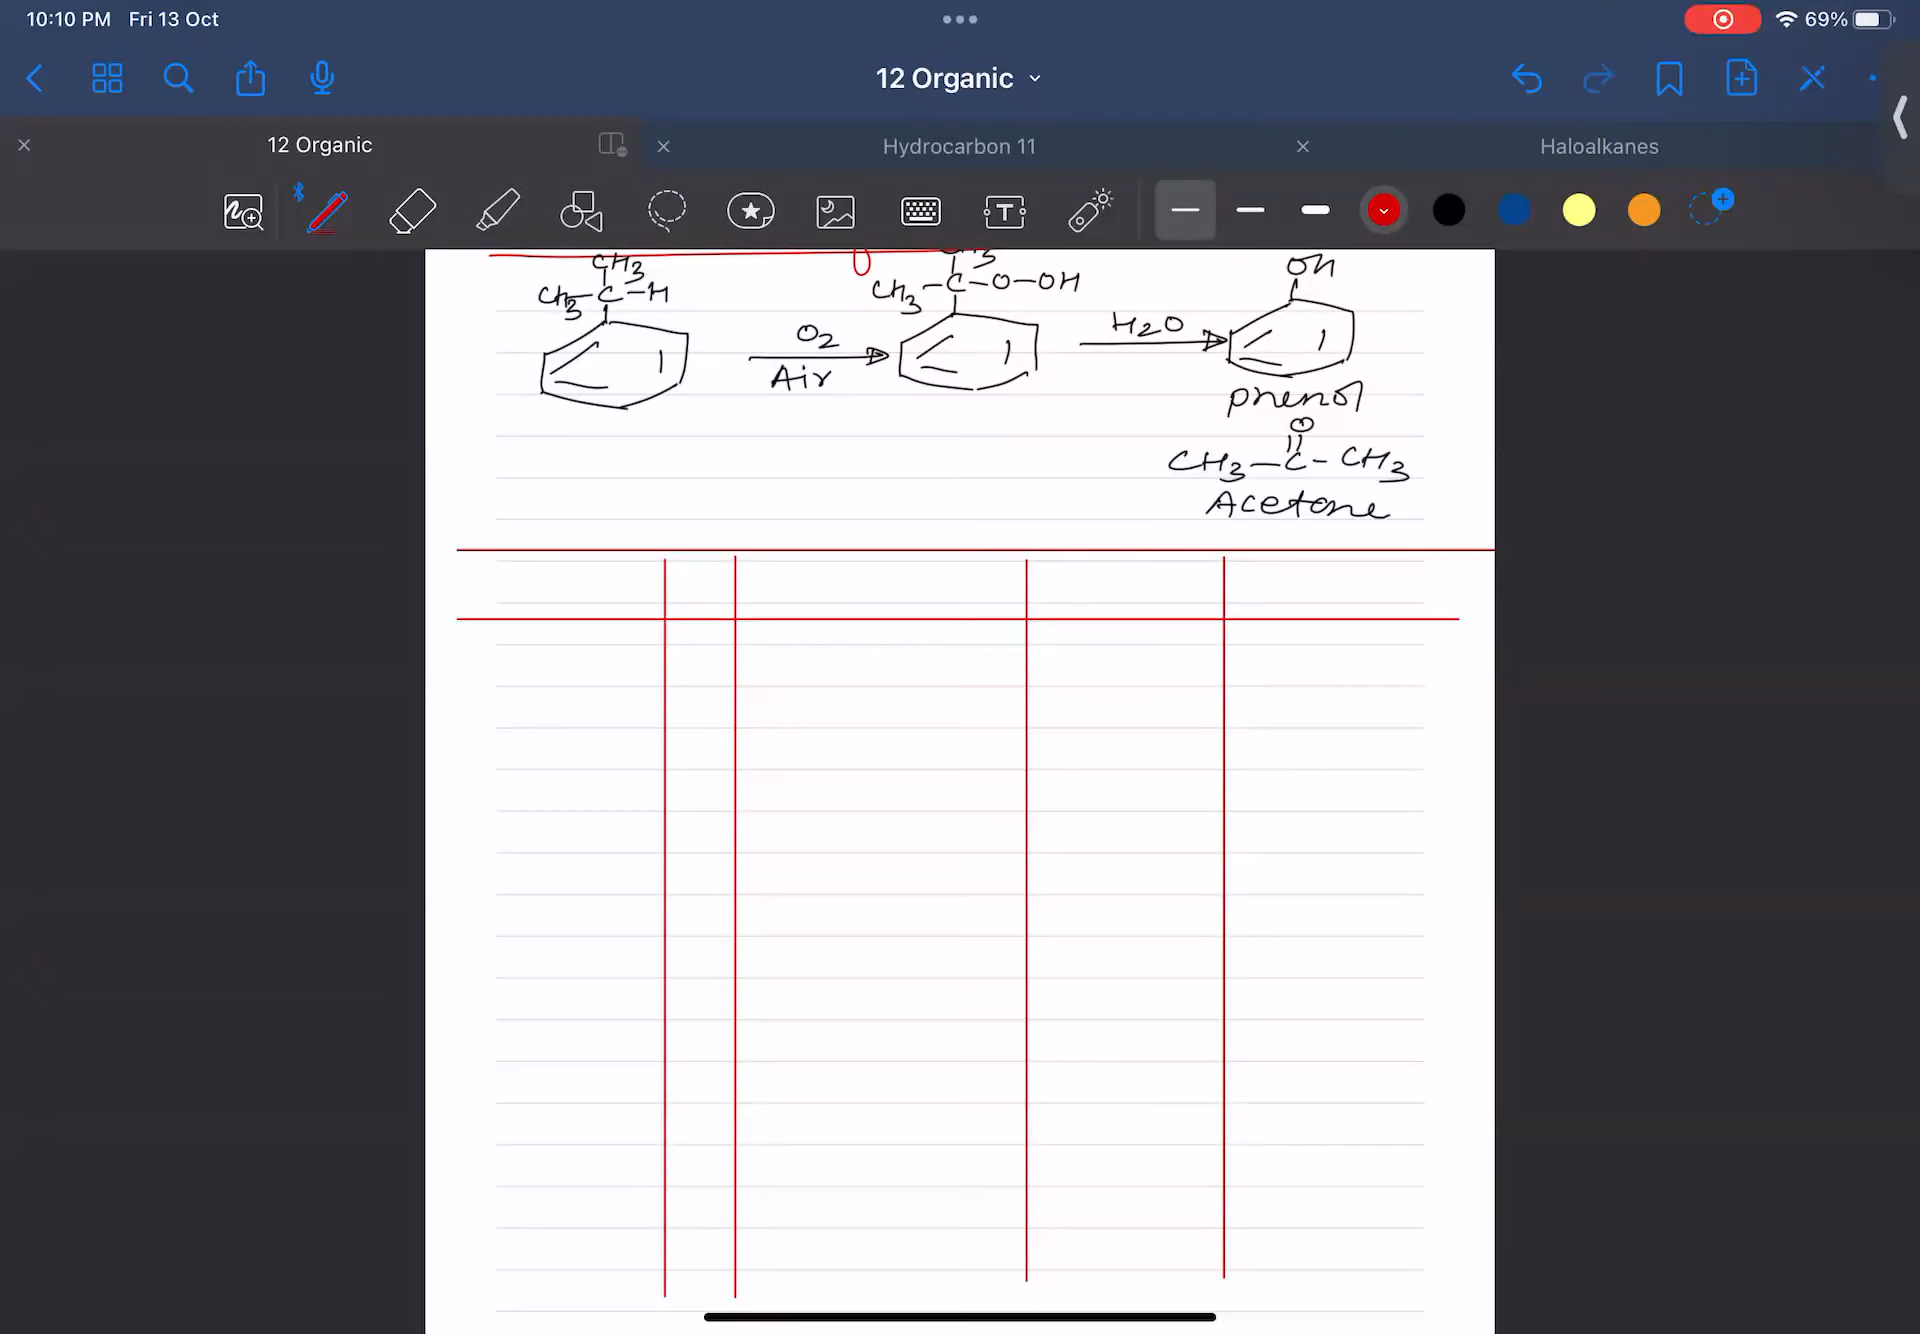 10:10 PM Fri 13 Oct
69%
12 Organic
12 Organic
Hydrocarbon 11
Haloalkanes
T
CH3
CH3-C-H
O2
Air
CH3-C-O-OH
H2O
OH
phenol
O
CH3-C-CH3
Acetone